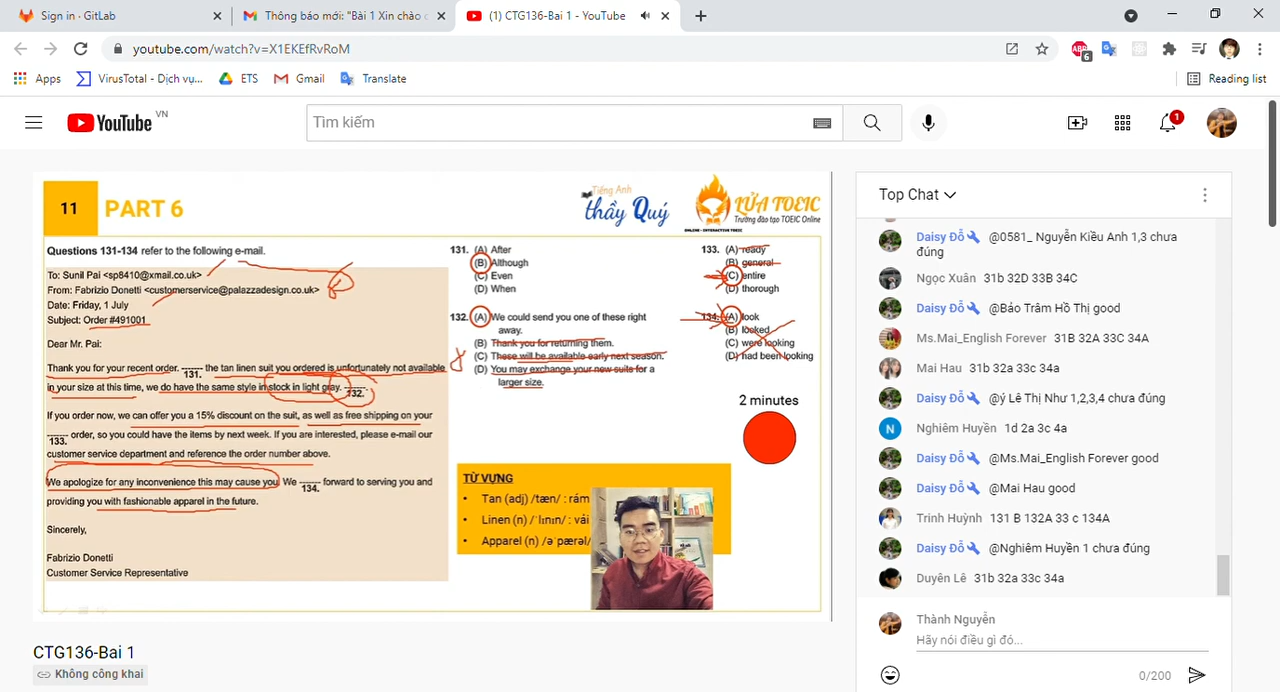 Sign in · GitLab
Thông báo mới: "Bài 1 Xin chào
(1) CTG136-Bai 1 - YouTube
youtube.com/watch?v=X1EKEfRvRoM
ABP
6
Apps
VirusTotal - Dịch vụ...
ETS
Gmail
Translate
Reading list
YouTube VN
Tìm kiếm
1
11
PART 6
Tiếng Anh
thầy Quý
LỬA TOEIC
Trường đào tạo TOEIC Online
ONLINE - INTERACTIVE TOEIC
Questions 131-134 refer to the following e-mail.
To: Sunil Pai <sp8410@xmail.co.uk>
From: Fabrizio Donetti <customerservice@palazzadesign.co.uk>
Date: Friday, 1 July
Subject: Order #491001
Dear Mr. Pai:
Thank you for your recent order. ------- the tan linen suit you ordered is unfortunately not available
131.
in your size at this time, we do have the same style in stock in light gray. -------.
132.
If you order now, we can offer you a 15% discount on the suit, as well as free shipping on your
------- order, so you could have the items by next week. If you are interested, please e-mail our
133.
customer service department and reference the order number above.
We apologize for any inconvenience this may cause you. We ------- forward to serving you and
134.
providing you with fashionable apparel in the future.
Sincerely,
Fabrizio Donetti
Customer Service Representative
131. (A) After
(B) Although
(C) Even
(D) When
132. (A) We could send you one of these right
away.
(B) Thank you for returning them.
(C) These will be available early next season.
(D) You may exchange your new suits for a
larger size.
133. (A) ready
(B) general
(C) entire
(D) thorough
134. (A) look
(B) looked
(C) were looking
(D) had been looking
2 minutes
TỪ VỰNG
• Tan (adj) /tæn/ : rám
• Linen (n) /ˈlɪnɪn/ : vải
• Apparel (n) /əˈpærəl/
CTG136-Bai 1
Không công khai
Top Chat
Daisy Đỗ @0581_ Nguyễn Kiều Anh 1,3 chưa
đúng
Ngọc Xuân 31b 32D 33B 34C
Daisy Đỗ @Bảo Trâm Hồ Thị good
Ms.Mai_English Forever 31B 32A 33C 34A
Mai Hau 31b 32a 33c 34a
Daisy Đỗ @ý Lê Thị Như 1,2,3,4 chưa đúng
N
Nghiêm Huyền 1d 2a 3c 4a
Daisy Đỗ @Ms.Mai_English Forever good
Daisy Đỗ @Mai Hau good
Trinh Huỳnh 131 B 132A 33 c 134A
Daisy Đỗ @Nghiêm Huyền 1 chưa đúng
Duyên Lê 31b 32a 33c 34a
Thành Nguyễn
Hãy nói điều gì đó...
0/200